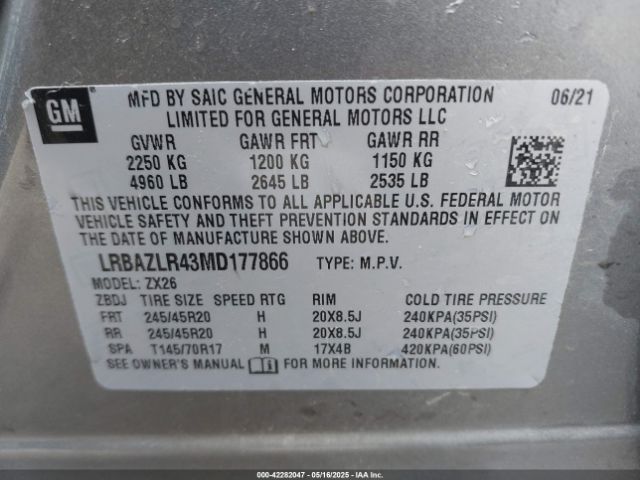 GM
MFD BY SAIC GENERAL MOTORS CORPORATION 06/21
LIMITED FOR GENERAL MOTORS LLC
GVWR GAWR FRT GAWR RR
2250 KG 1200 KG 1150 KG
4960 LB 2645 LB 2535 LB
THIS VEHICLE CONFORMS TO ALL APPLICABLE U.S. FEDERAL MOTOR
VEHICLE SAFETY AND THEFT PREVENTION STANDARDS IN EFFECT ON
THE DATE OF MANUFACTURE SHOWN ABOVE.
LRBAZLR43MD177866 TYPE: M.P.V.
MODEL: ZX26
ZBDJ TIRE SIZE SPEED RTG RIM COLD TIRE PRESSURE
FRT 245/45R20 H 20X8.5J 240KPA(35PSI)
RR 245/45R20 H 20X8.5J 240KPA(35PSI)
SPA T145/70R17 M 17X4B 420KPA(60PSI)
SEE OWNER'S MANUAL FOR MORE INFORMATION.
000-42282047 - 05/16/2025 - IAAI.COM